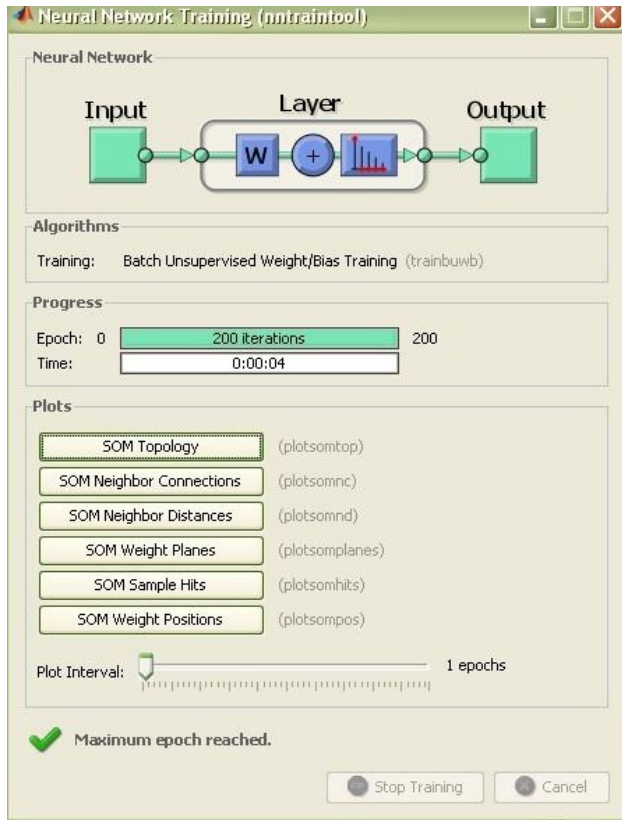 Neural Network Training (nntraintool)
Neural Network
Input Layer Output
W +
Algorithms
Training: Batch Unsupervised Weight/Bias Training (trainbuwb)
Progress
Epoch: 0 200 iterations 200
Time: 0:00:04
Plots
SOM Topology (plotsomtop)
SOM Neighbor Connections (plotsomnc)
SOM Neighbor Distances (plotsomnd)
SOM Weight Planes (plotsomplanes)
SOM Sample Hits (plotsomhits)
SOM Weight Positions (plotsompos)
Plot Interval: 1 epochs
Maximum epoch reached.
Stop Training Cancel